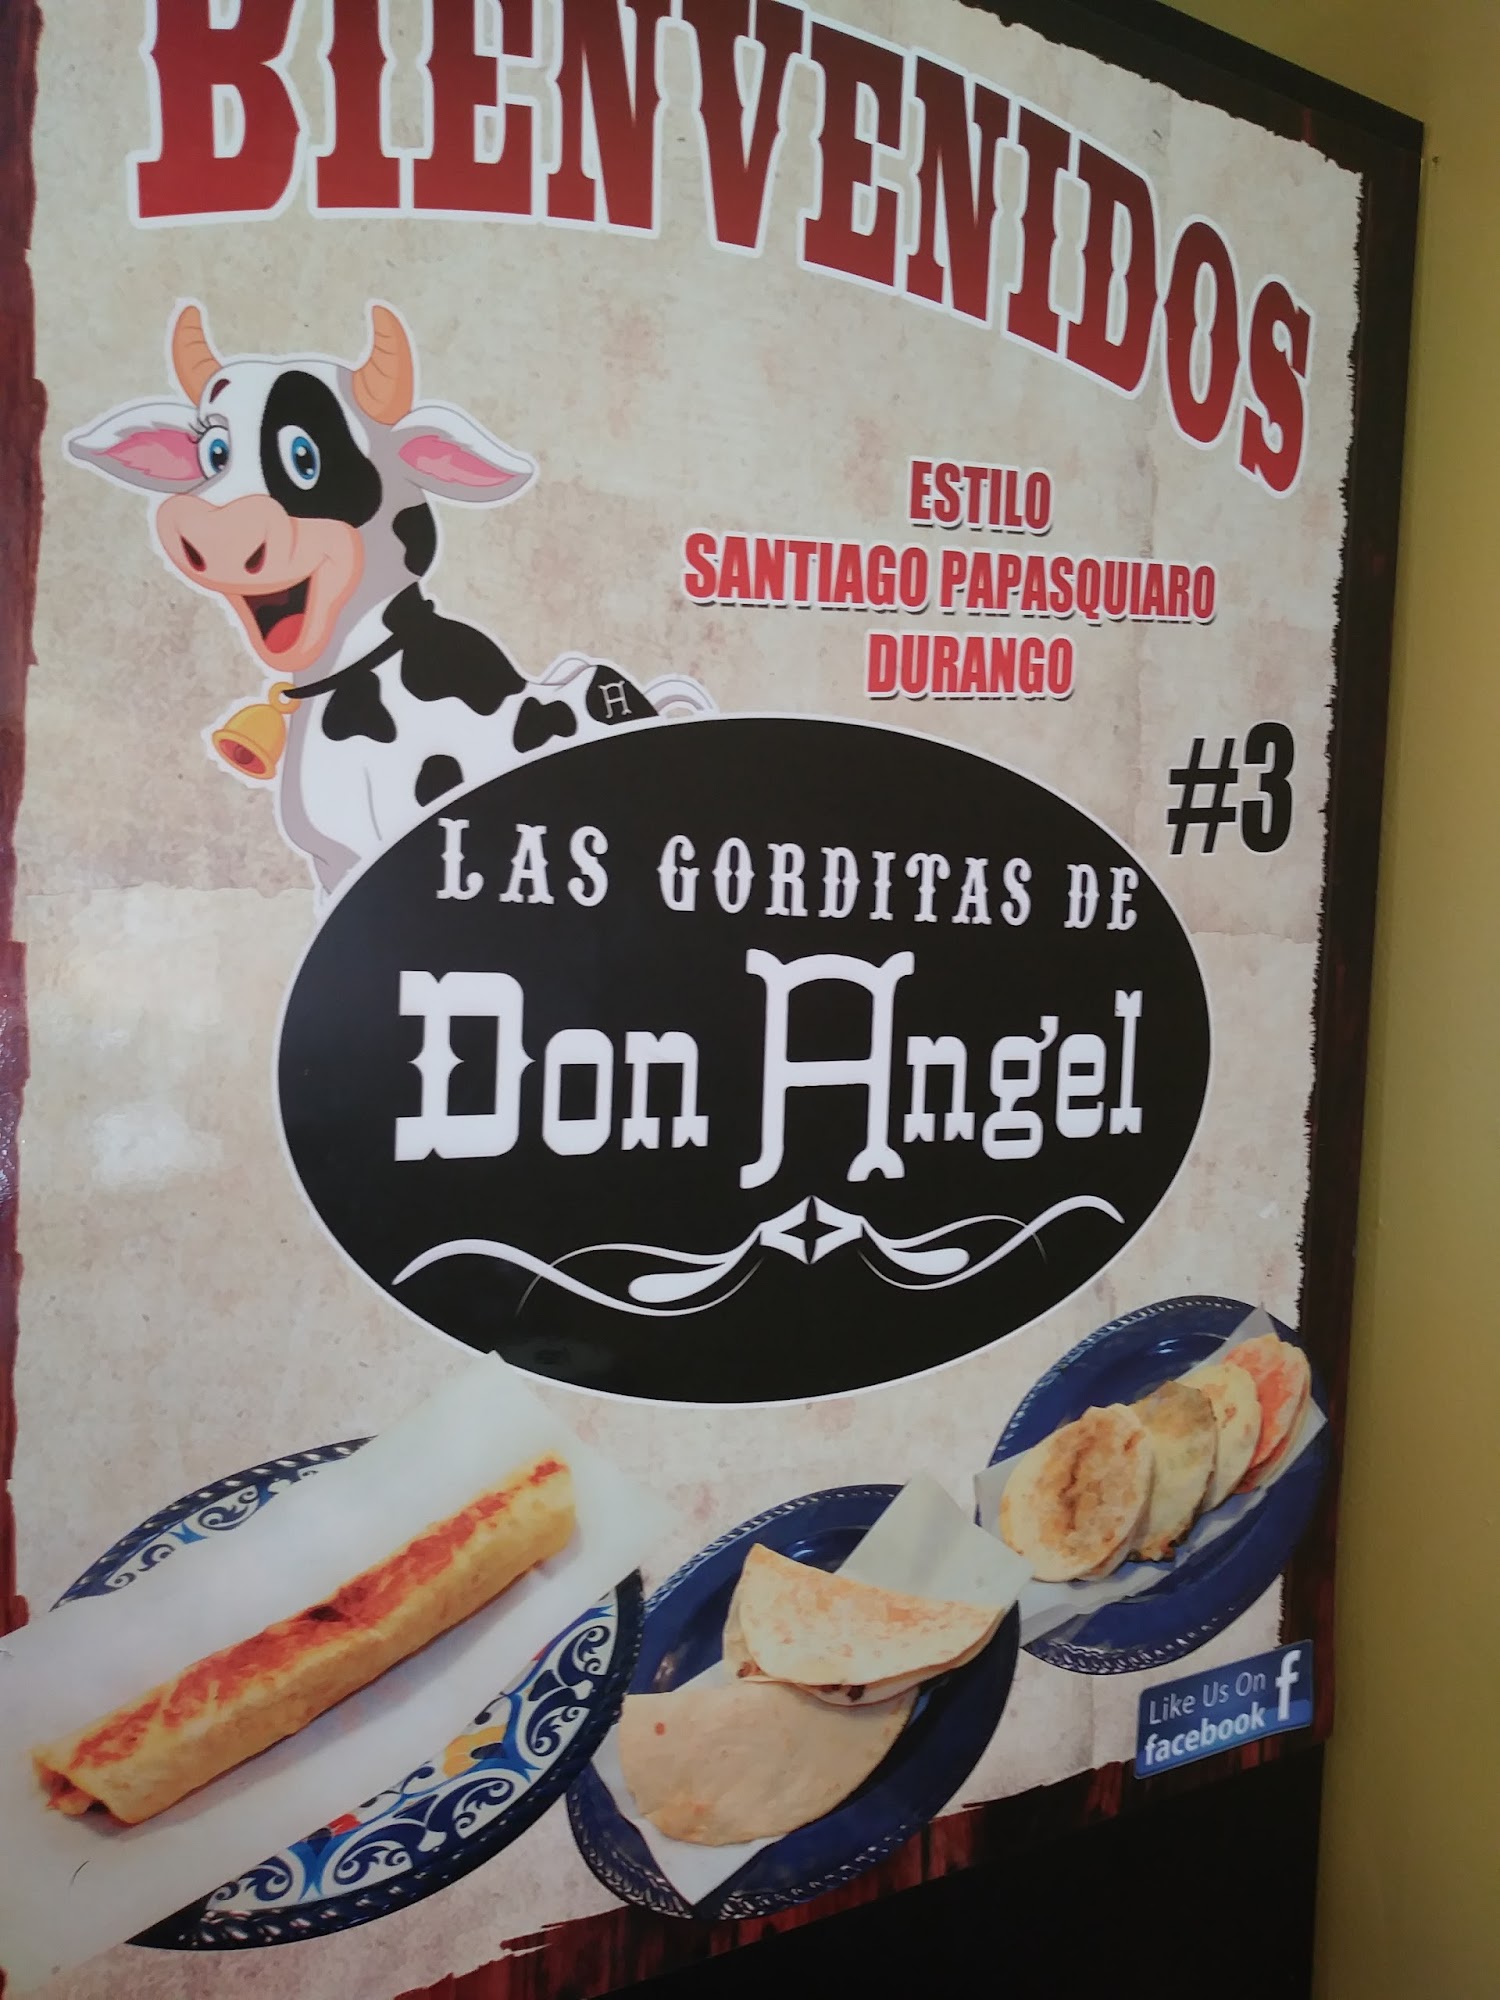 BIENVENIDOS
ESTILO
SANTIAGO PAPASQUIARO
DURANGO
#3
A
LAS GORDITAS DE
Don Angel
Like Us On
facebook f